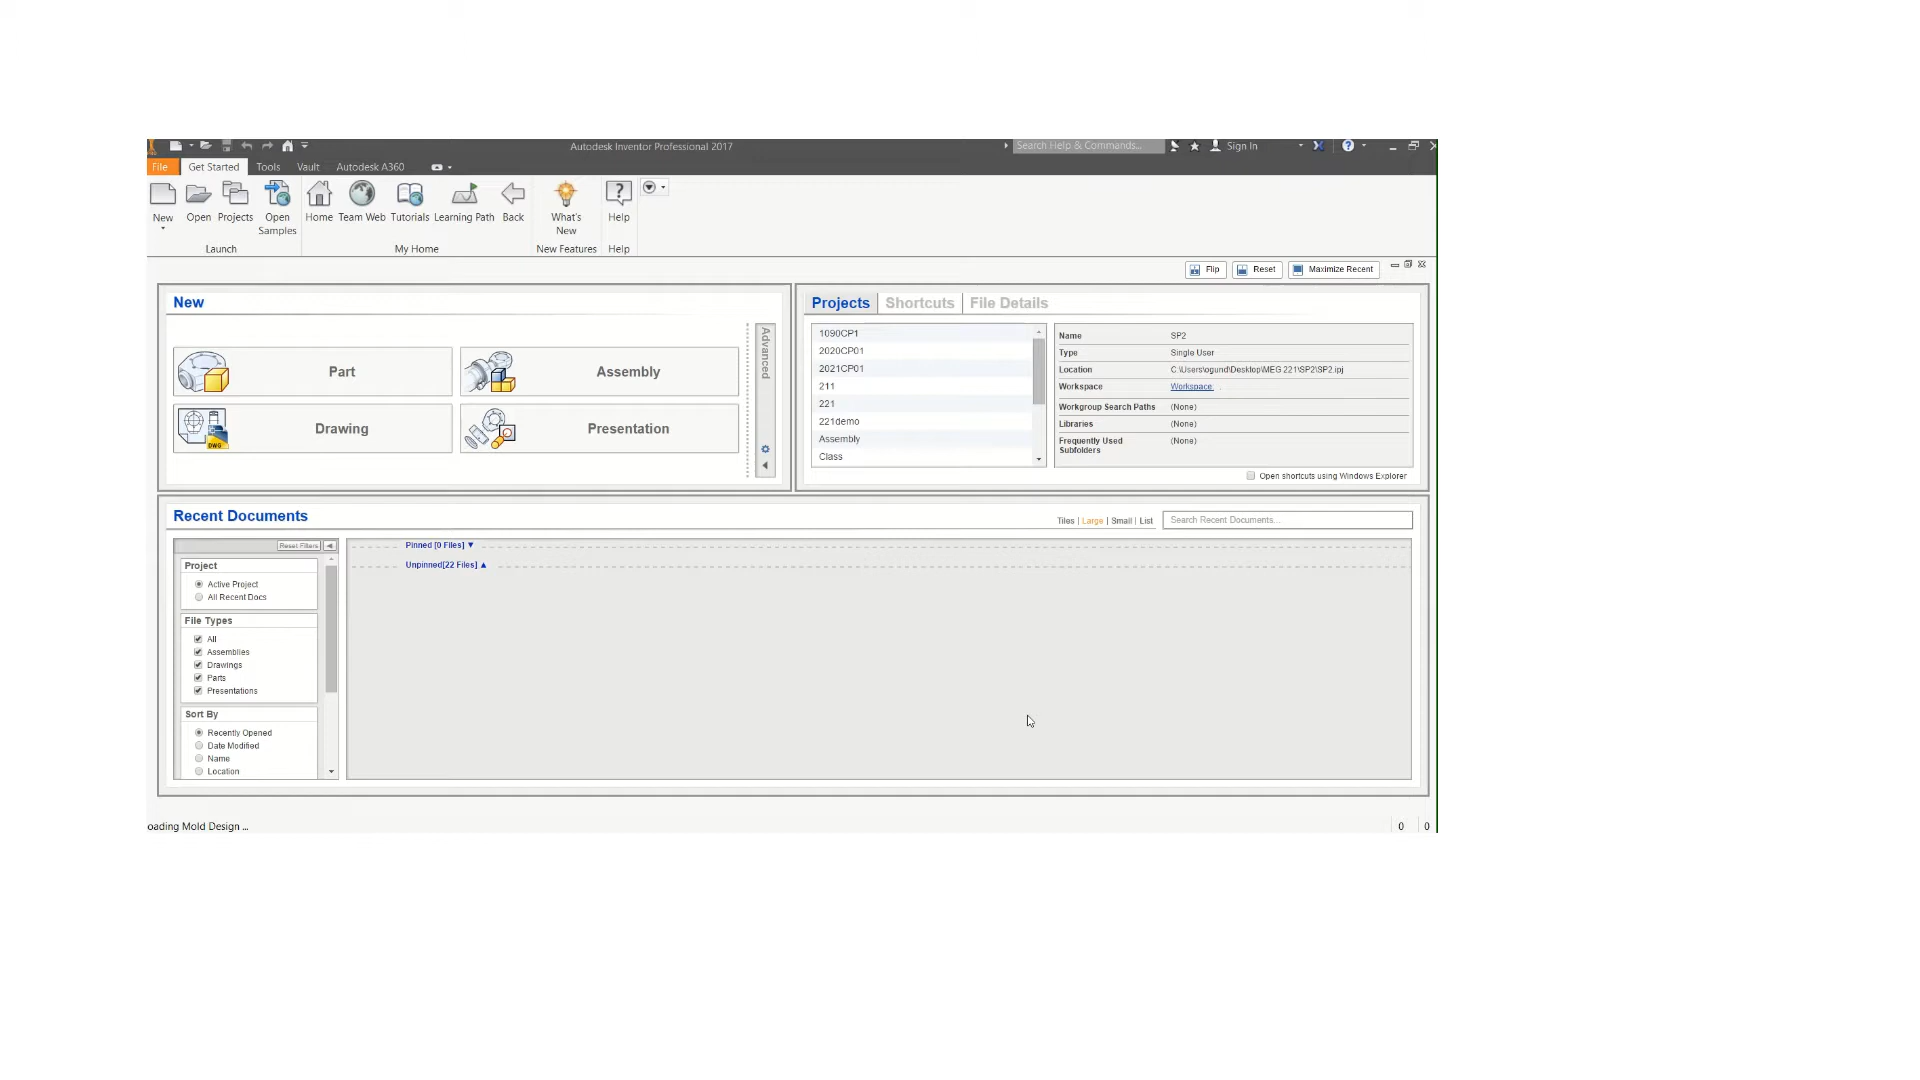 Autodesk Inventor Professional 2017
Search Help & Commands...
Sign In
File
Get Started
Tools
Vault
Autodesk A360
New
Open
Projects
Open Samples
Home
Team Web
Tutorials
Learning Path
Back
What's New
Help
Launch
My Home
New Features
Help
Flip
Reset
Maximize Recent
New
Part
Assembly
Drawing
Presentation
DWG
Advanced
Projects
Shortcuts
File Details
1090CP1
2020CP01
2021CP01
211
221
221demo
Assembly
Class
Name SP2
Type Single User
Location C:\Users\ogund\Desktop\MEG 221\SP2\SP2.ipj
Workspace Workspace
Workgroup Search Paths (None)
Libraries (None)
Frequently Used Subfolders (None)
Open shortcuts using Windows Explorer
Recent Documents
Tiles | Large | Small | List
Search Recent Documents...
Reset Filters
Project
Active Project
All Recent Docs
File Types
All
Assemblies
Drawings
Parts
Presentations
Sort By
Recently Opened
Date Modified
Name
Location
Pinned [0 Files]
Unpinned[22 Files]
oading Mold Design ...
0 0